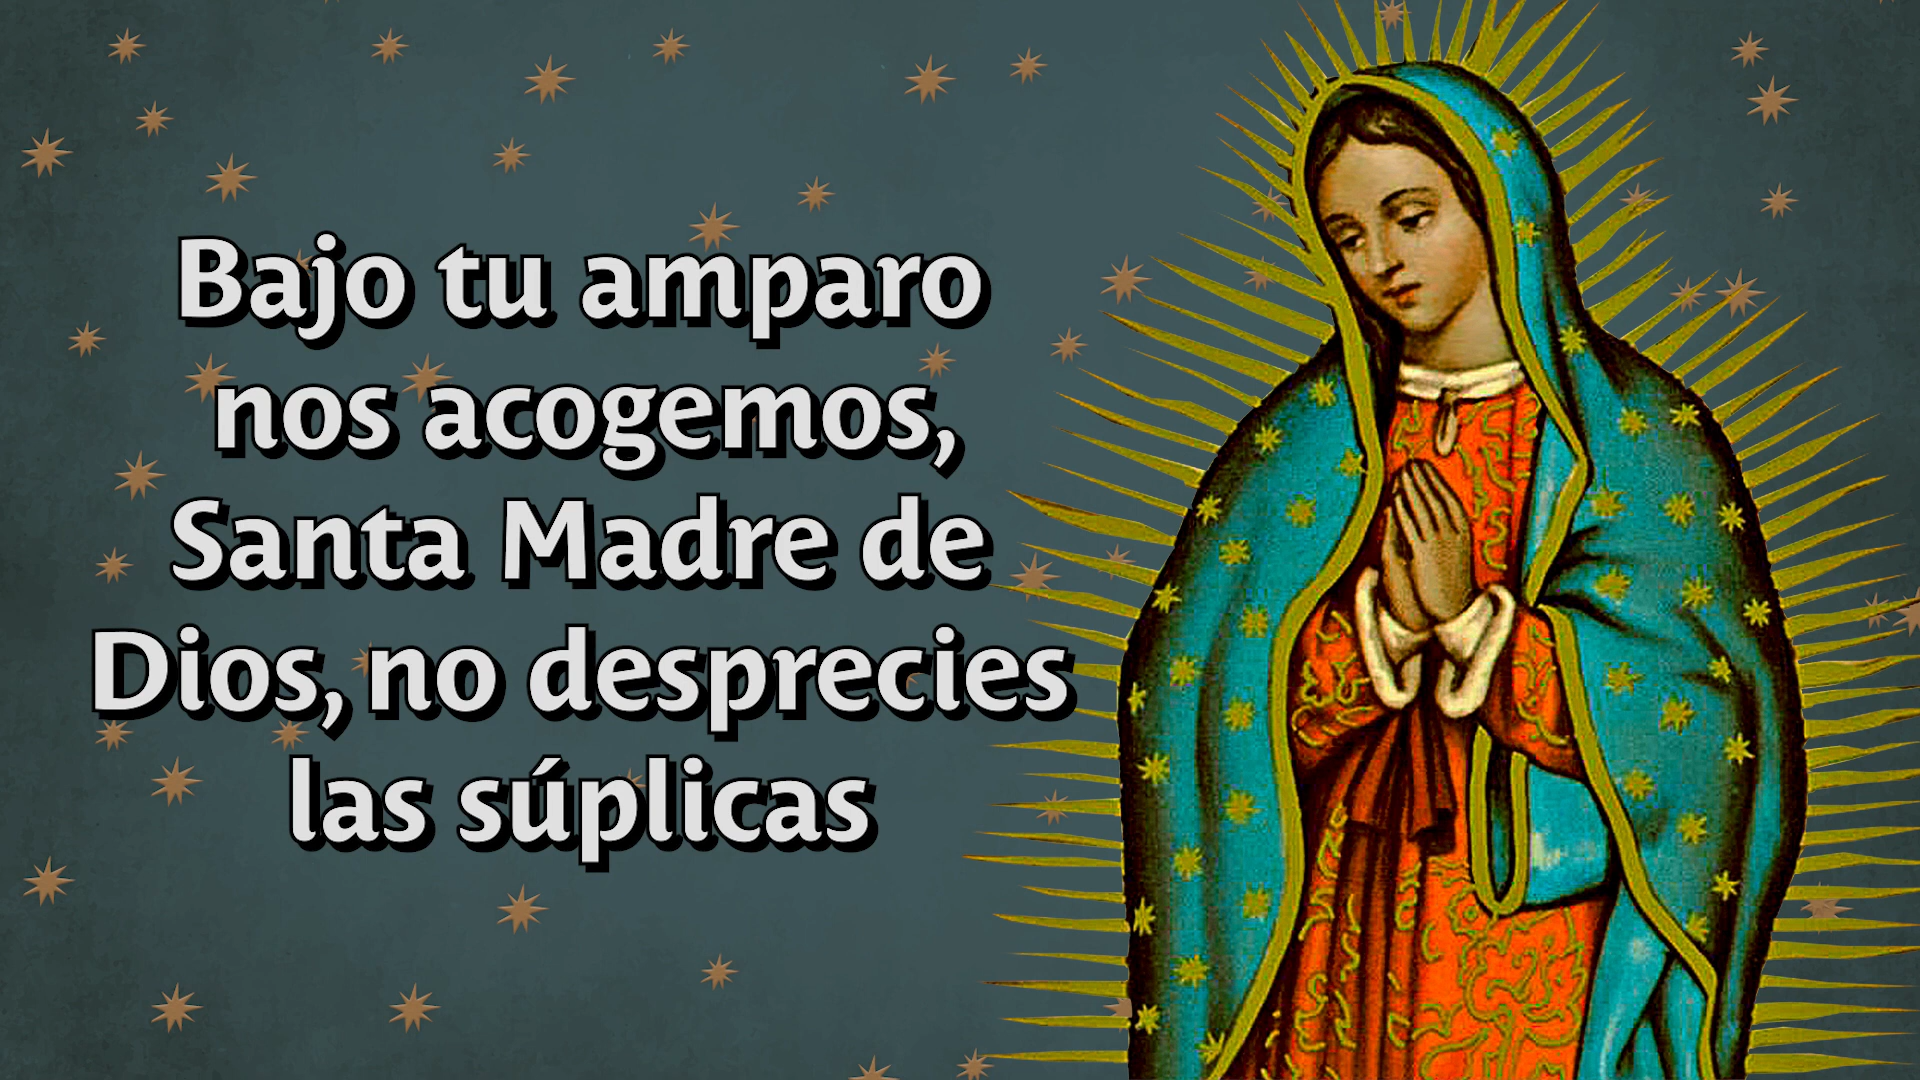 Bajo tu amparo
nos acogemos,
Santa Madre de
Dios, no desprecies
las súplicas